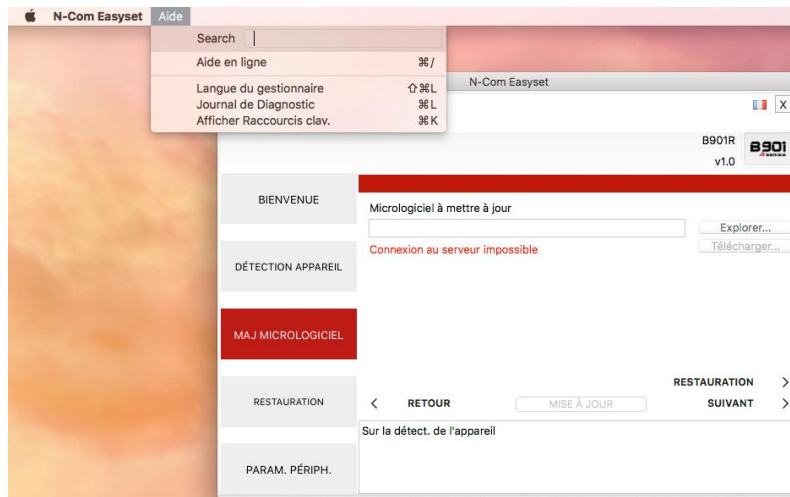 N-Com Easyset Aide
Search
Aide en ligne ⌘/
Langue du gestionnaire ⇧⌘L
Journal de Diagnostic ⌘L
Afficher Raccourcis clav. ⌘K
N-Com Easyset
X
B901R
v1.0
B901
SERIES
BIENVENUE
Micrologiciel à mettre à jour
Explorer...
Connexion au serveur impossible
Télécharger...
DÉTECTION APPAREIL
MAJ MICROLOGICIEL
RESTAURATION >
RESTAURATION
< RETOUR MISE À JOUR SUIVANT >
Sur la détect. de l'appareil
PARAM. PÉRIPH.